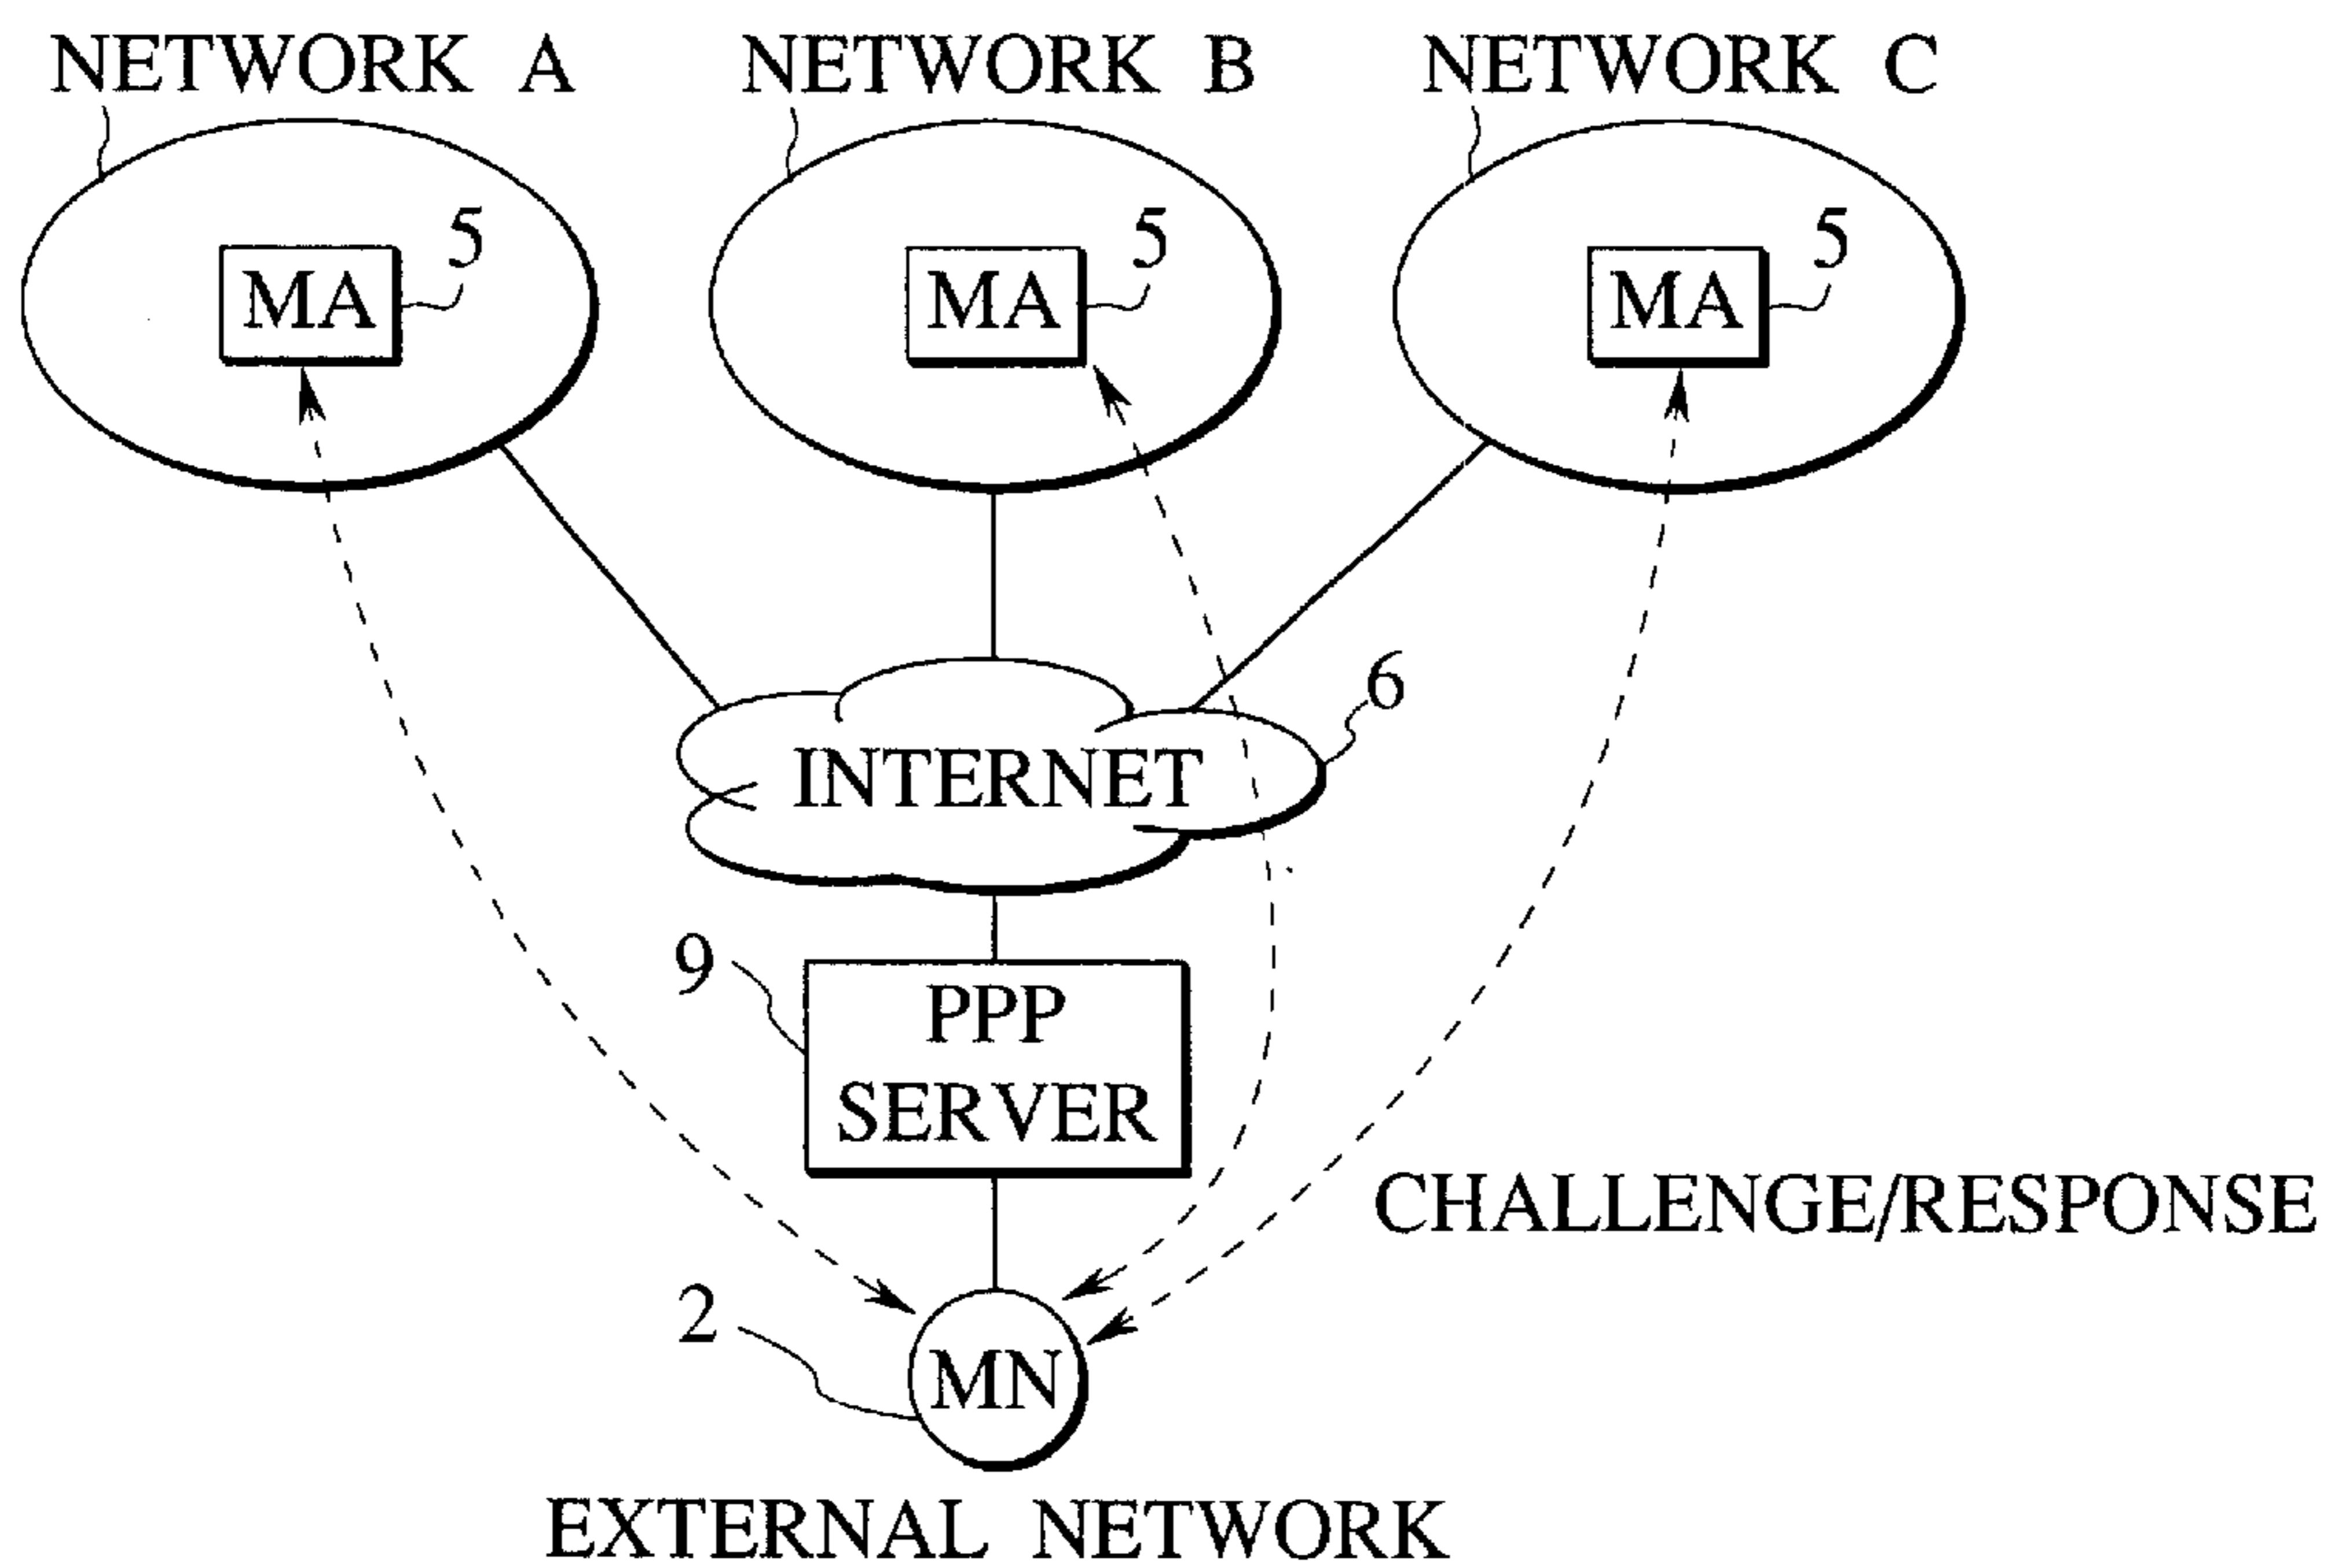 NETWORK A
NETWORK B
NETWORK C
5
5
5
MA
MA
MA
6
INTERNET
9
PPP
SERVER
CHALLENGE/RESPONSE
2
MN
EXTERNAL NETWORK